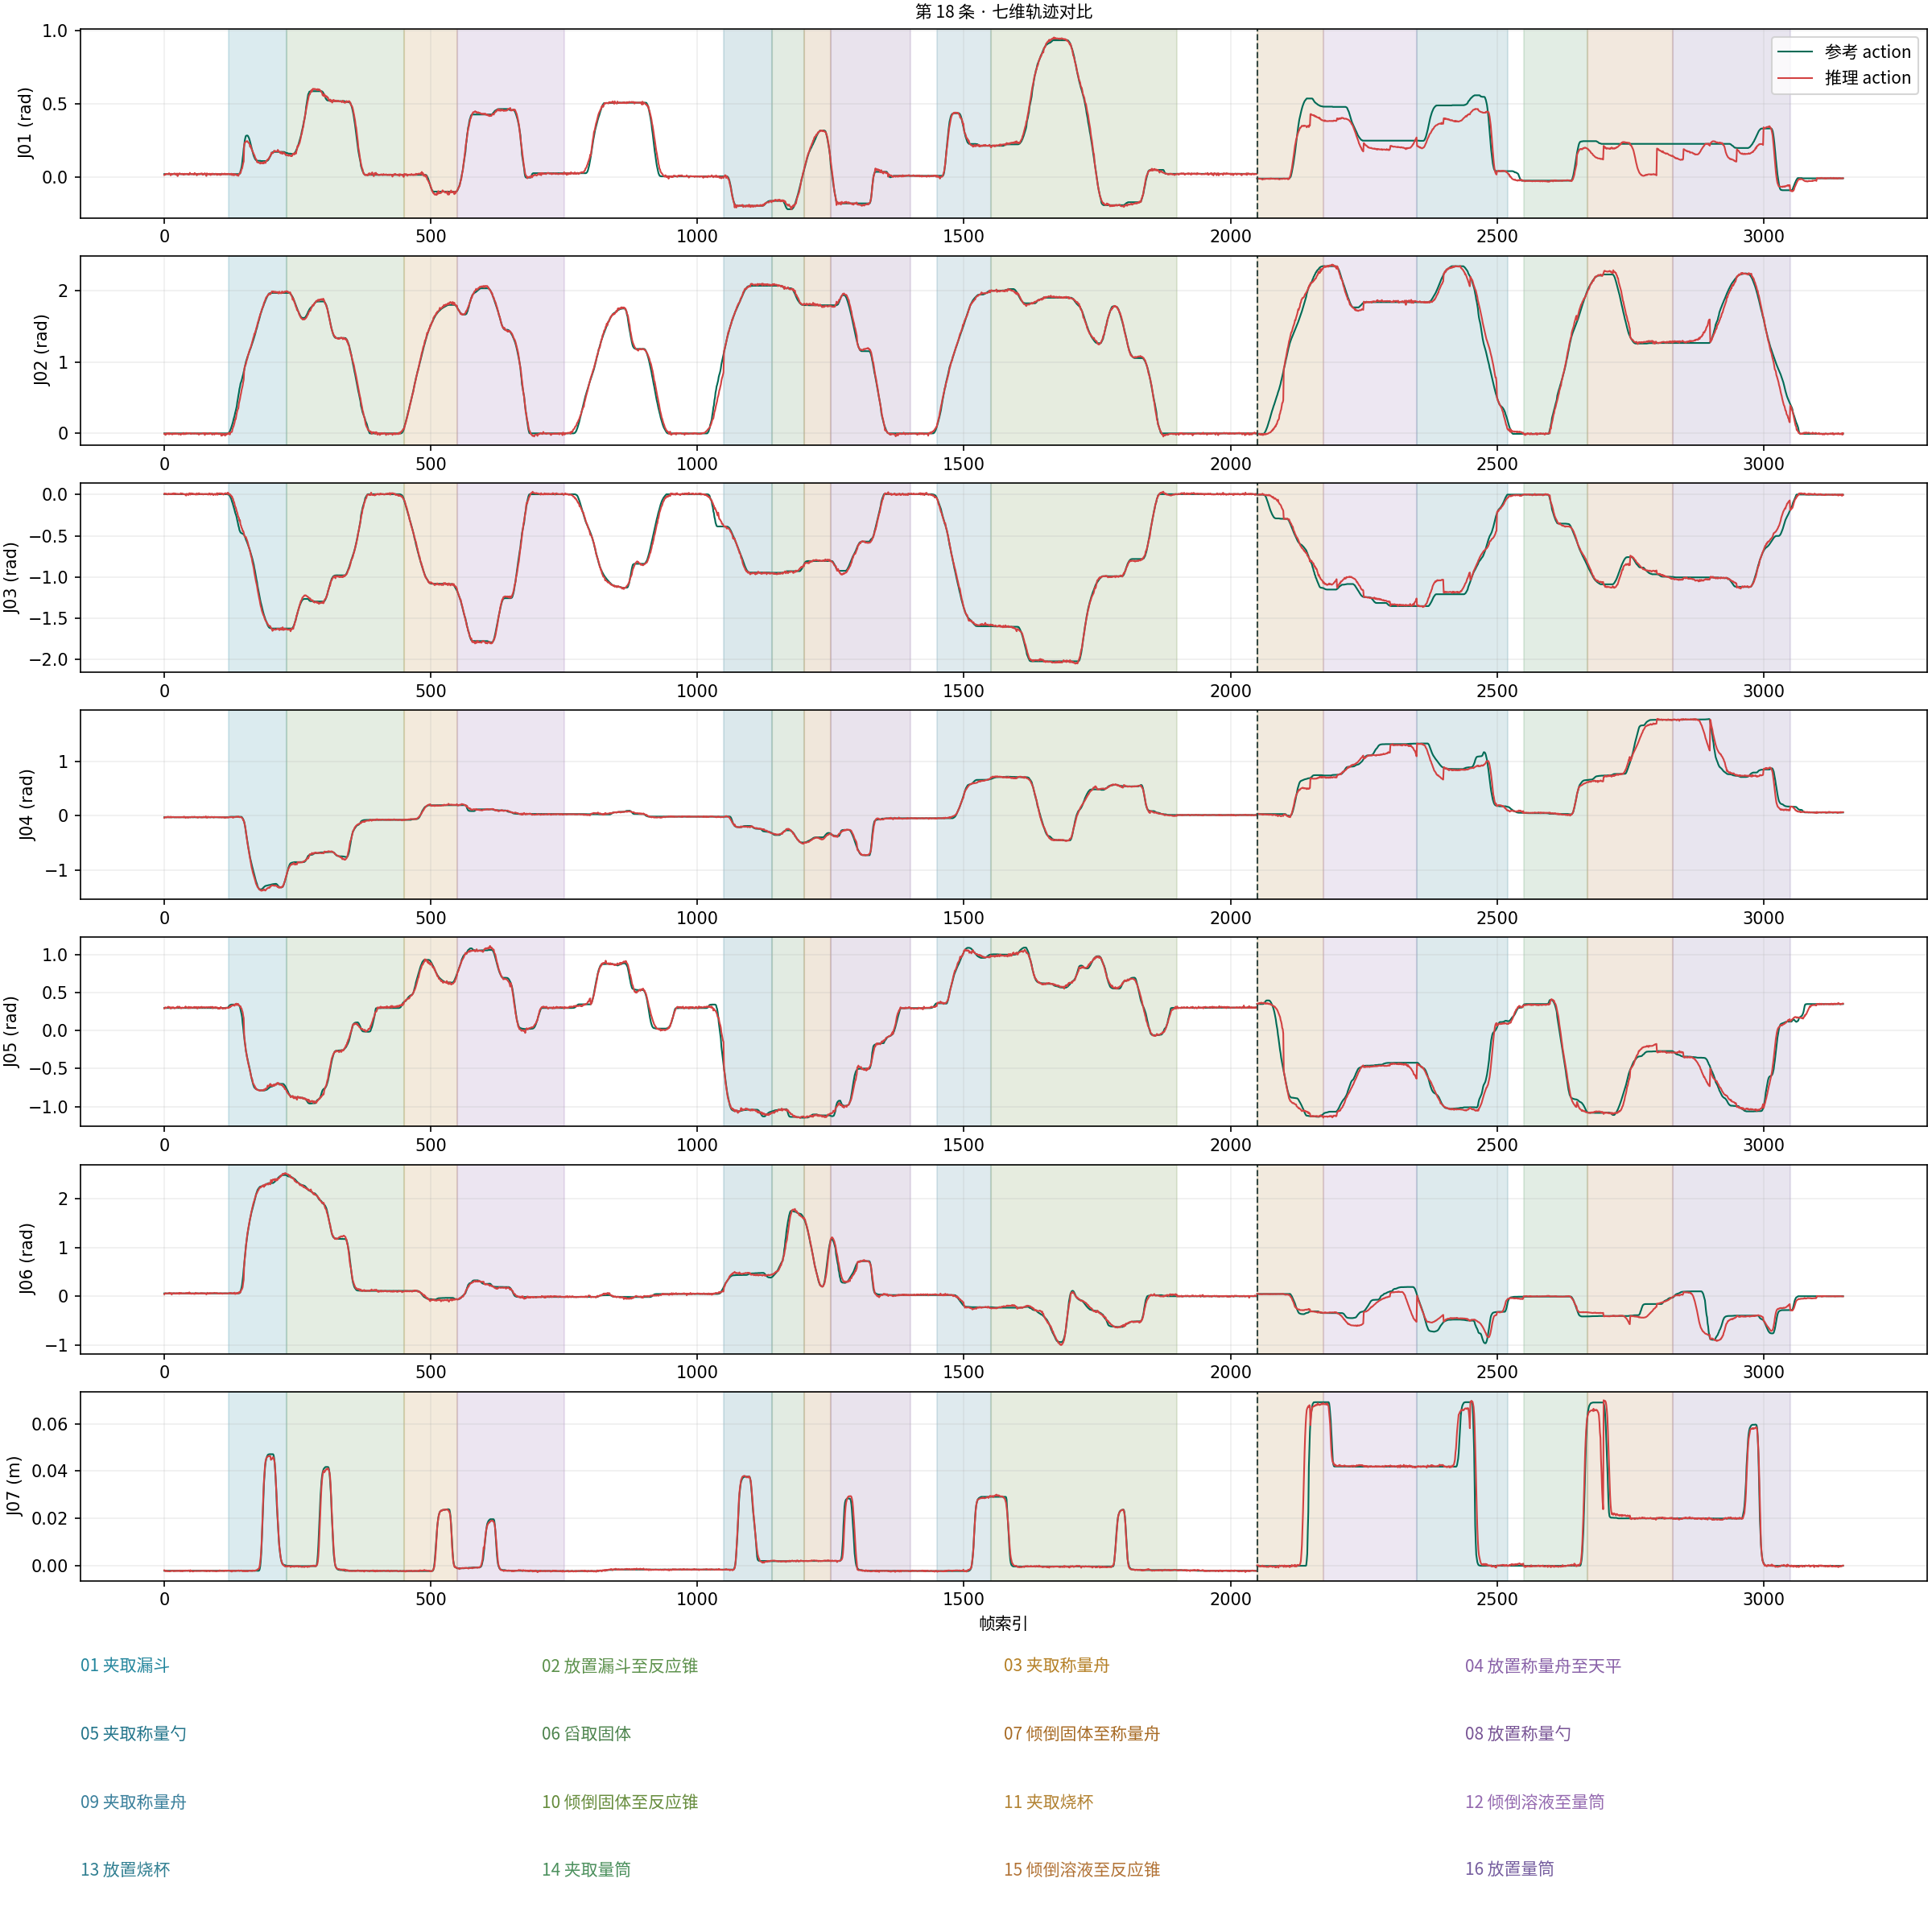 第 18 条 · 七维轨迹对比
参考 action
推理 action
J01 (rad)
1.0
0.5
0.0
0 500 1000 1500 2000 2500 3000
J02 (rad)
2
1
0
0 500 1000 1500 2000 2500 3000
J03 (rad)
0.0
−0.5
−1.0
−1.5
−2.0
0 500 1000 1500 2000 2500 3000
J04 (rad)
1
0
−1
0 500 1000 1500 2000 2500 3000
J05 (rad)
1.0
0.5
0.0
−0.5
−1.0
0 500 1000 1500 2000 2500 3000
J06 (rad)
2
1
0
−1
0 500 1000 1500 2000 2500 3000
J07 (m)
0.06
0.04
0.02
0.00
0 500 1000 1500 2000 2500 3000
帧索引
01 夹取漏斗 02 放置漏斗至反应锥 03 夹取称量舟 04 放置称量舟至天平
05 夹取称量勺 06 舀取固体 07 倾倒固体至称量舟 08 放置称量勺
09 夹取称量舟 10 倾倒固体至反应锥 11 夹取烧杯 12 倾倒溶液至量筒
13 放置烧杯 14 夹取量筒 15 倾倒溶液至反应锥 16 放置量筒